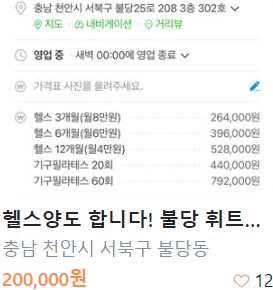 충남 천안시 서북구 불당25로 208 3층 302호
지도 내비게이션 거리뷰
영업 중 · 새벽 00:00에 영업 종료
가격표 사진을 올려주세요.
헬스 3개월(월8만원) 264,000원
헬스 6개월(월6만원) 396,000원
헬스 12개월(월4만원) 528,000원
기구필라테스 20회 440,000원
기구필라테스 60회 792,000원
헬스양도 합니다! 불당 휘트...
충남 천안시 서북구 불당동
200,000원
12